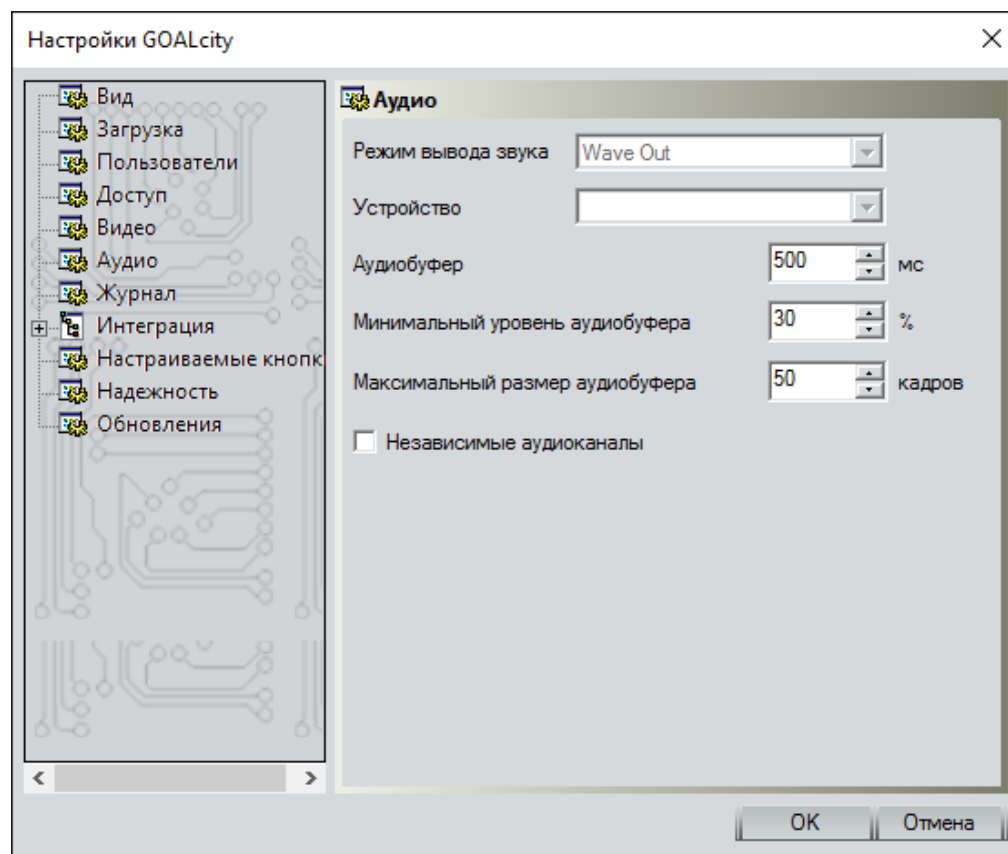 Настройки GOALcity
Вид
Загрузка
Пользователи
Доступ
Видео
Аудио
Журнал
Интеграция
Настраиваемые кнопк
Надежность
Обновления
Аудио
Режим вывода звука Wave Out
Устройство
Аудиобуфер 500 мс
Минимальный уровень аудиобуфера 30 %
Максимальный размер аудиобуфера 50 кадров
Независимые аудиоканалы
OK Отмена